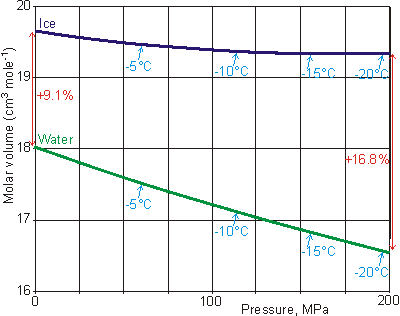 20
Ice
-5°C
-10°C
-15°C
-20°C
19
+9.1%
Molar volume (cm³ mole⁻¹)
18
Water
+16.8%
-5°C
17
-10°C
-15°C
-20°C
16
0
100
200
Pressure, MPa